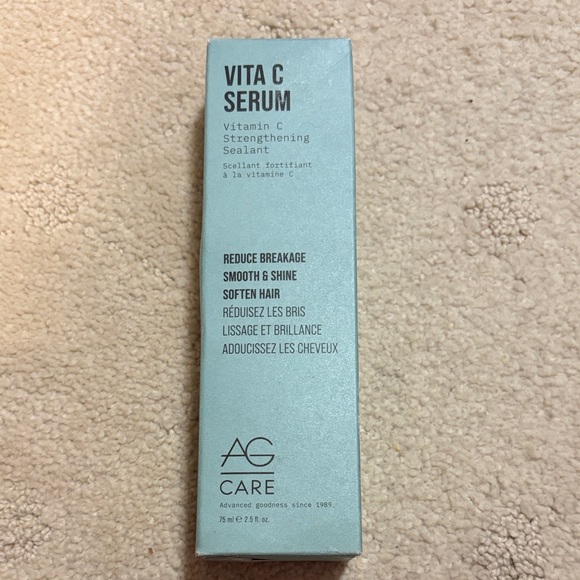 VITA C
SERUM
Vitamin C
Strengthening
Sealant
Scellant fortifiant
à la vitamine C
REDUCE BREAKAGE
SMOOTH & SHINE
SOFTEN HAIR
RÉDUISEZ LES BRIS
LISSAGE ET BRILLANCE
ADOUCISSEZ LES CHEVEUX
AG
CARE
Advanced goodness since 1989.
75 ml ℮ 2.5 fl. oz.